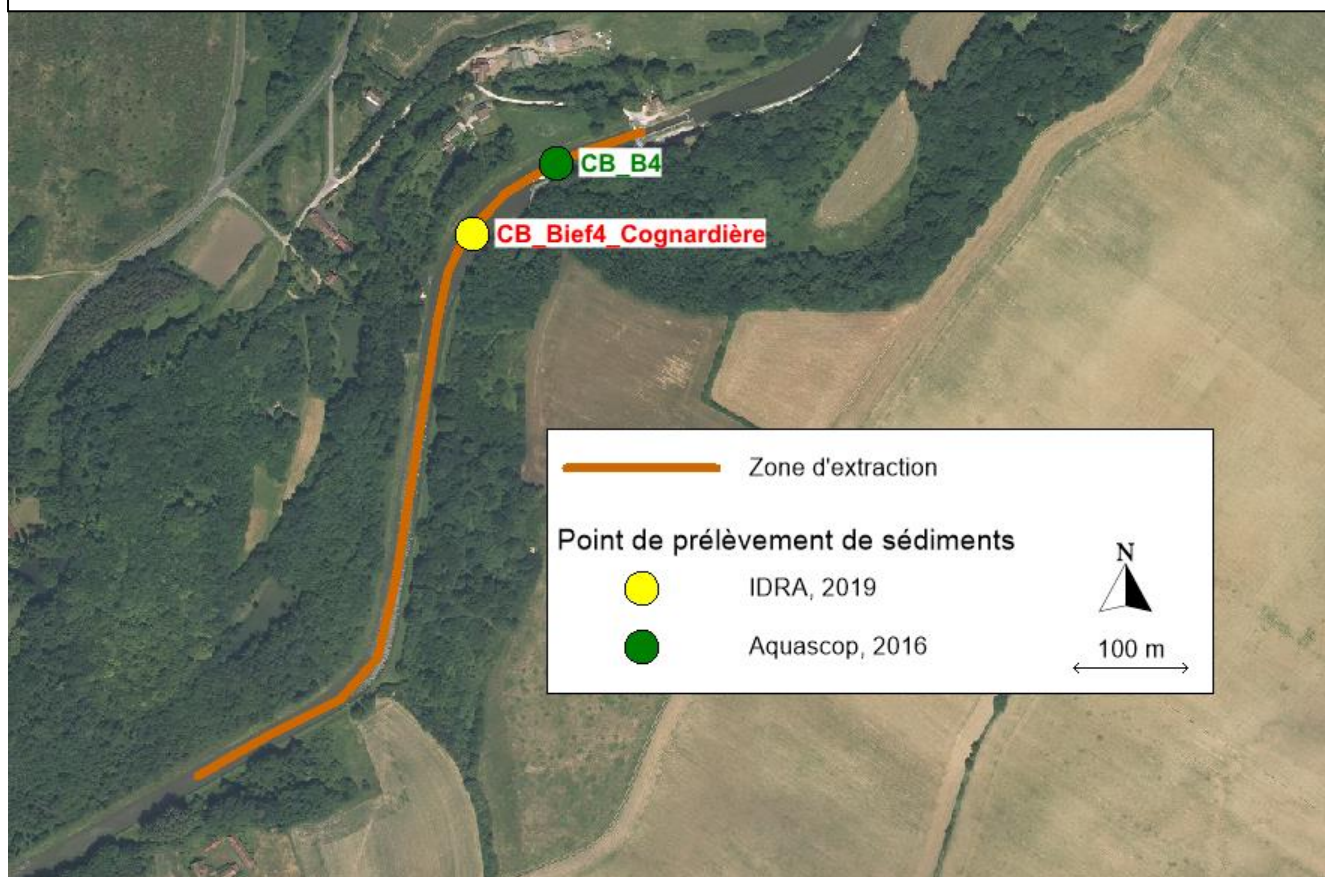 CB_B4
CB_Bief4_Cognardière
Zone d'extraction
Point de prélèvement de sédiments
IDRA, 2019
Aquascop, 2016
N
100 m